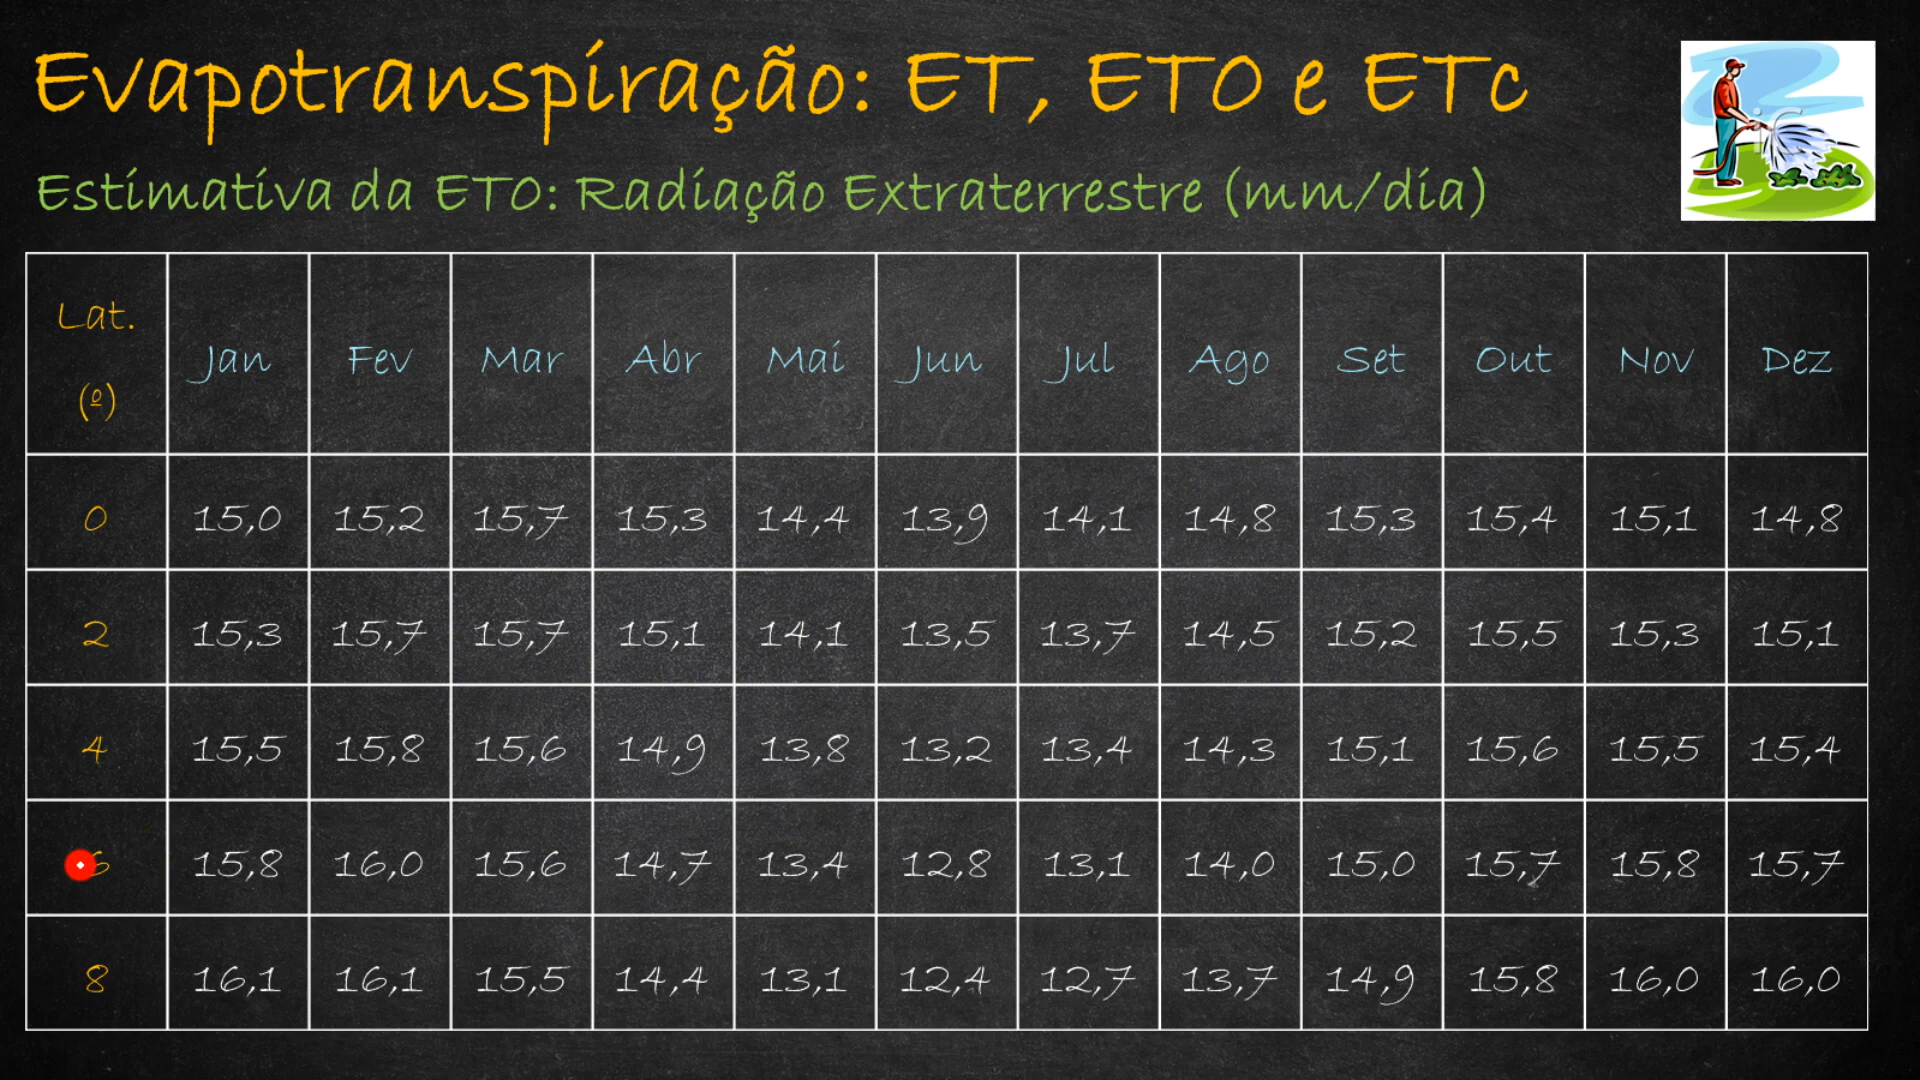 Evapotranspiração: ET, ETO e ETc
Estimativa da ETO: Radiação Extraterrestre (mm/dia)
Lat. (º) Jan Fev Mar Abr Mai Jun Jul Ago Set Out Nov Dez
0 15,0 15,2 15,7 15,3 14,4 13,9 14,1 14,8 15,3 15,4 15,1 14,8
2 15,3 15,7 15,7 15,1 14,1 13,5 13,7 14,5 15,2 15,5 15,3 15,1
4 15,5 15,8 15,6 14,9 13,8 13,2 13,4 14,3 15,1 15,6 15,5 15,4
6 15,8 16,0 15,6 14,7 13,4 12,8 13,1 14,0 15,0 15,7 15,8 15,7
8 16,1 16,1 15,5 14,4 13,1 12,4 12,7 13,7 14,9 15,8 16,0 16,0